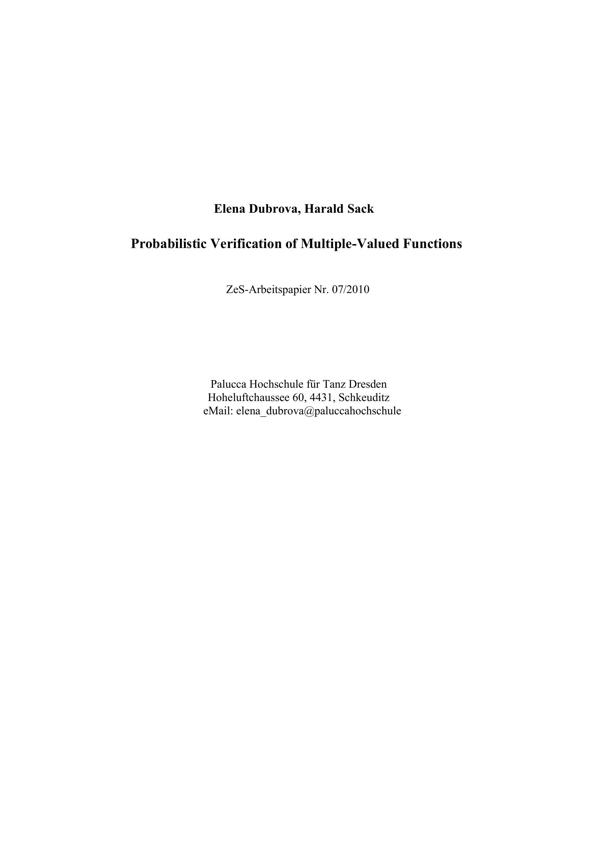 Elena Dubrova, Harald Sack
Probabilistic Verification of Multiple-Valued Functions
ZeS-Arbeitspapier Nr. 07/2010
Palucca Hochschule für Tanz Dresden
Hoheluftchaussee 60, 4431, Schkeuditz
eMail: elena_dubrova@paluccahochschule